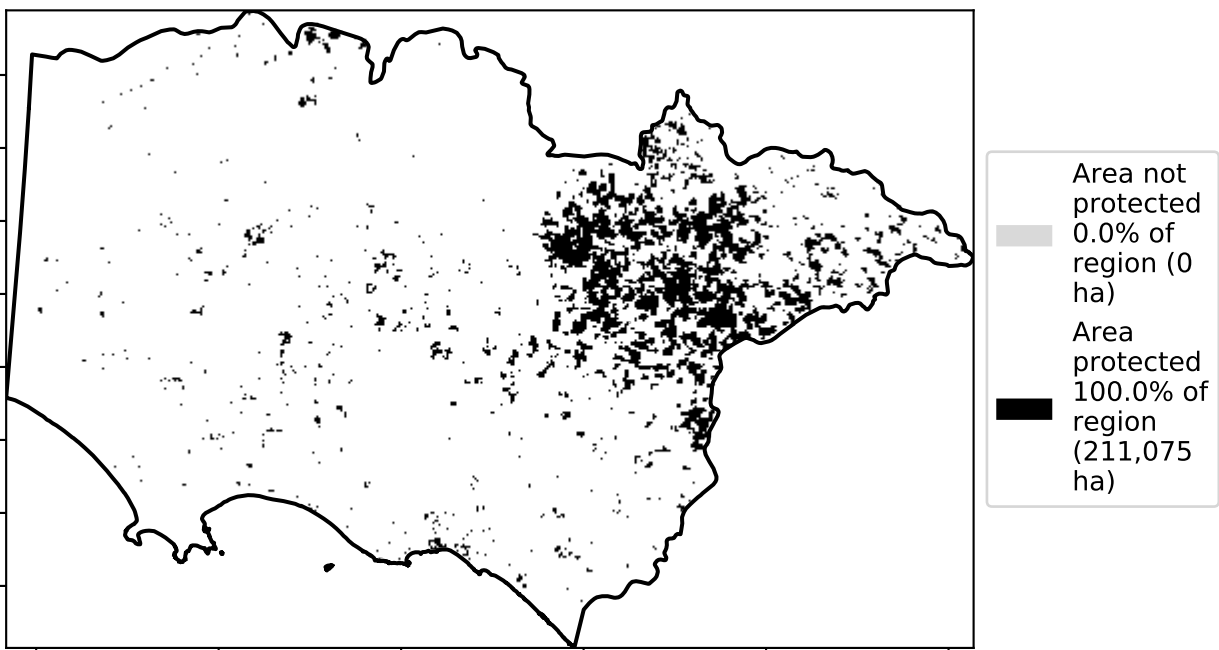 Area not
protected
0.0% of
region (0
ha)
Area
protected
100.0% of
region
(211,075
ha)